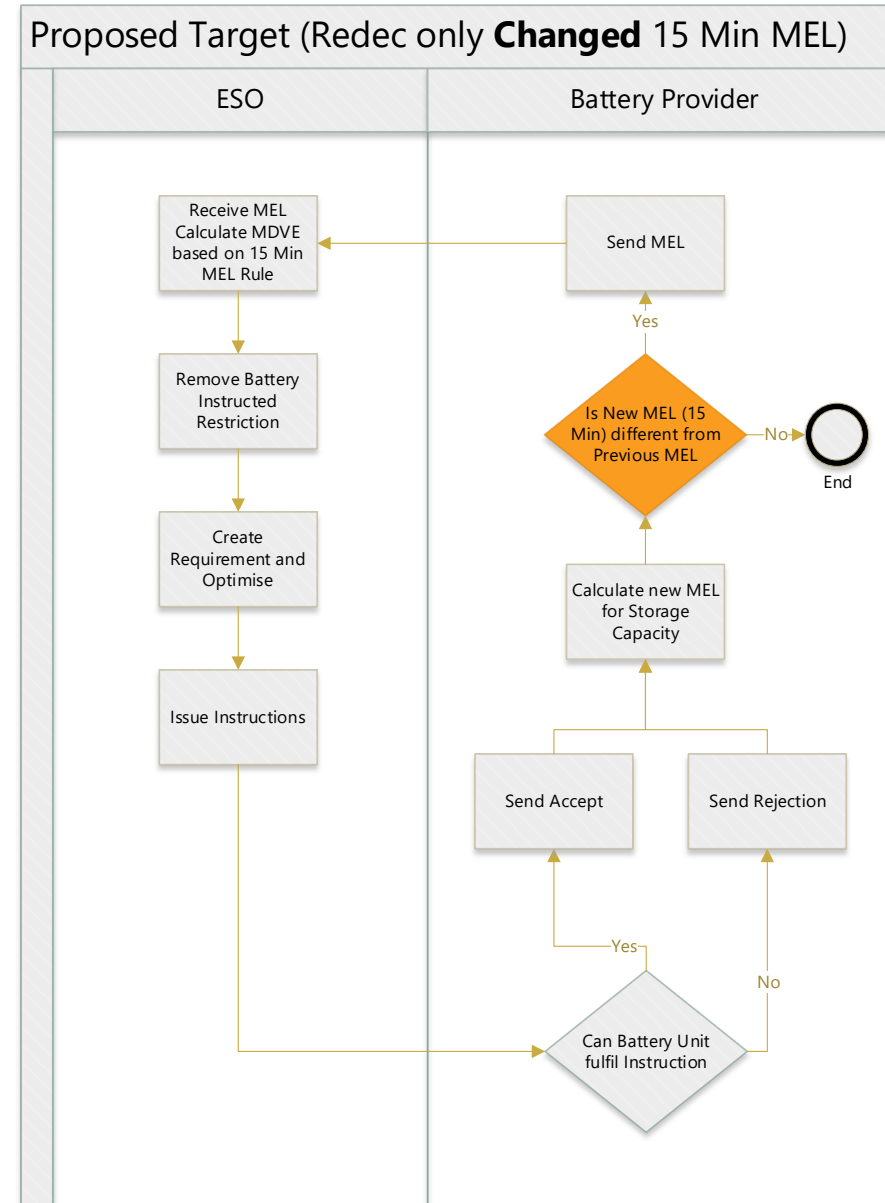 Proposed Target (Redec only Changed 15 Min MEL)
ESO
Battery Provider
Receive MEL
Calculate MDVE
based on 15 Min
MEL Rule
Send MEL
Yes
Remove Battery
Instructed
Restriction
Is New MEL (15
Min) different from
Previous MEL
No
End
Create
Requirement and
Optimise
Calculate new MEL
for Storage
Capacity
Issue Instructions
Send Accept
Send Rejection
Yes
No
Can Battery Unit
fulfil Instruction